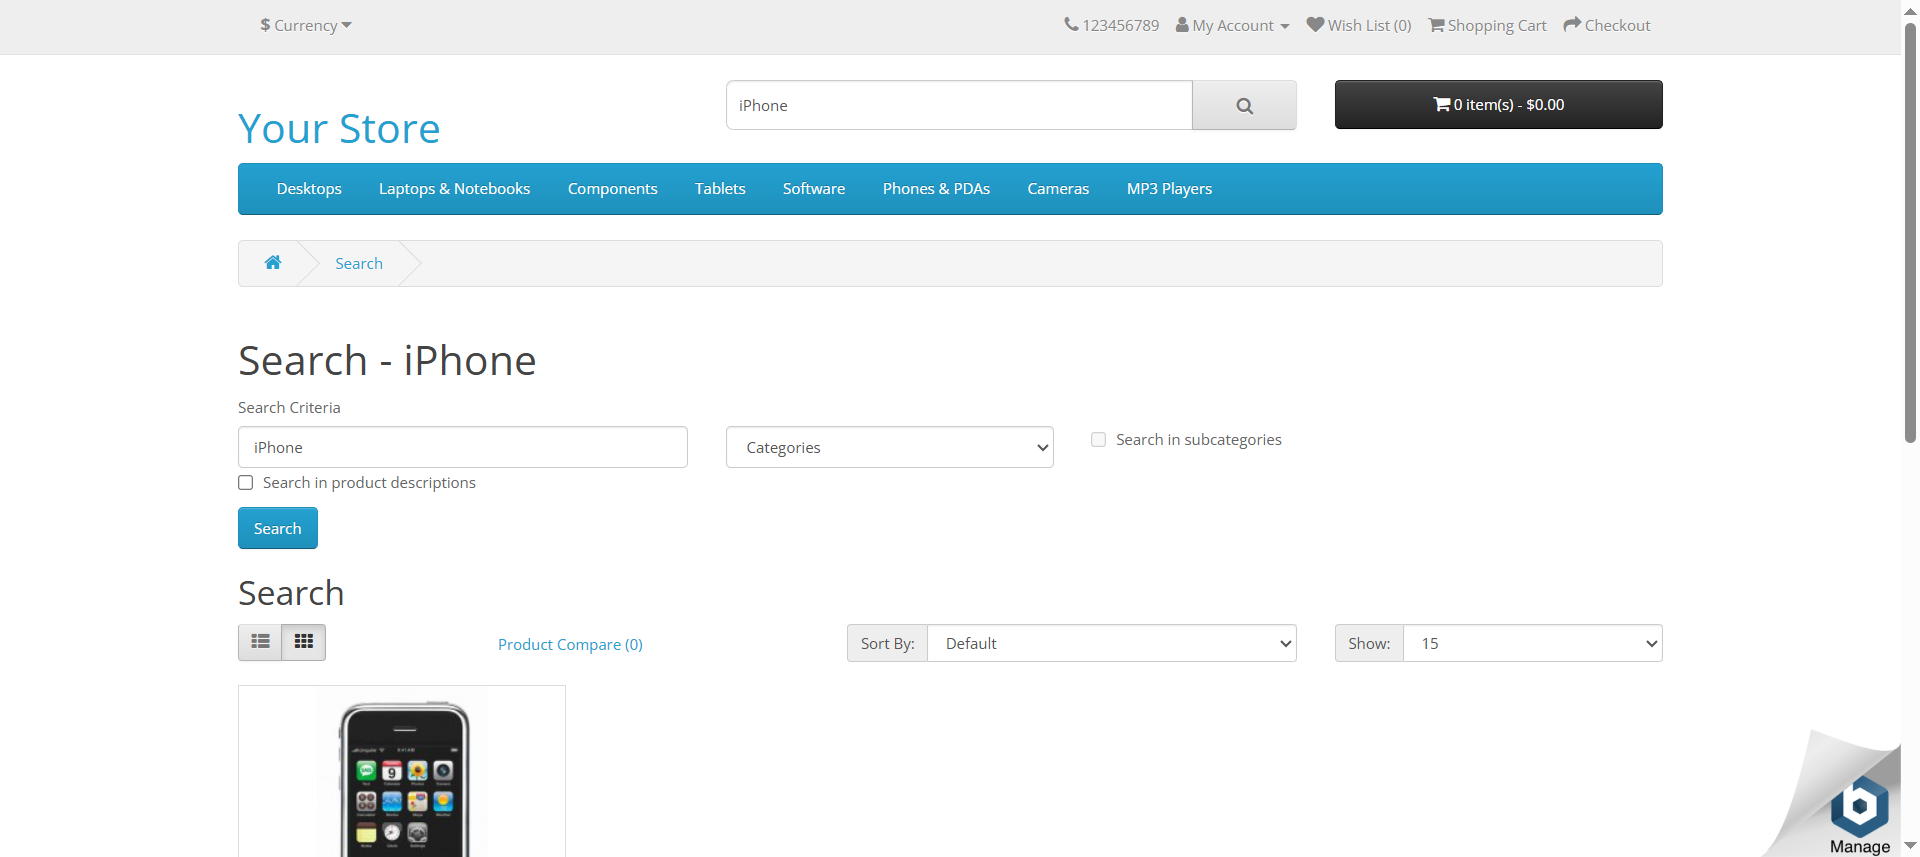 $ Currency
123456789 My Account Wish List (0) Shopping Cart Checkout
Your Store
iPhone
0 item(s) - $0.00
Desktops Laptops & Notebooks Components Tablets Software Phones & PDAs Cameras MP3 Players
Search
Search - iPhone
Search Criteria
iPhone Categories Search in subcategories
Search in product descriptions
Search
Search
Product Compare (0) Sort By: Default Show: 15
9
b
Manage